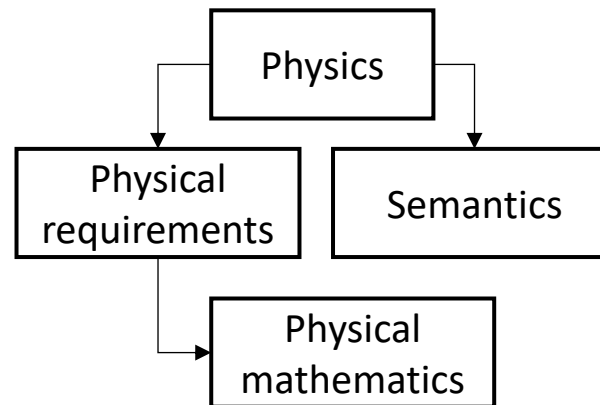 Physics
Physical
requirements
Semantics
Physical
mathematics